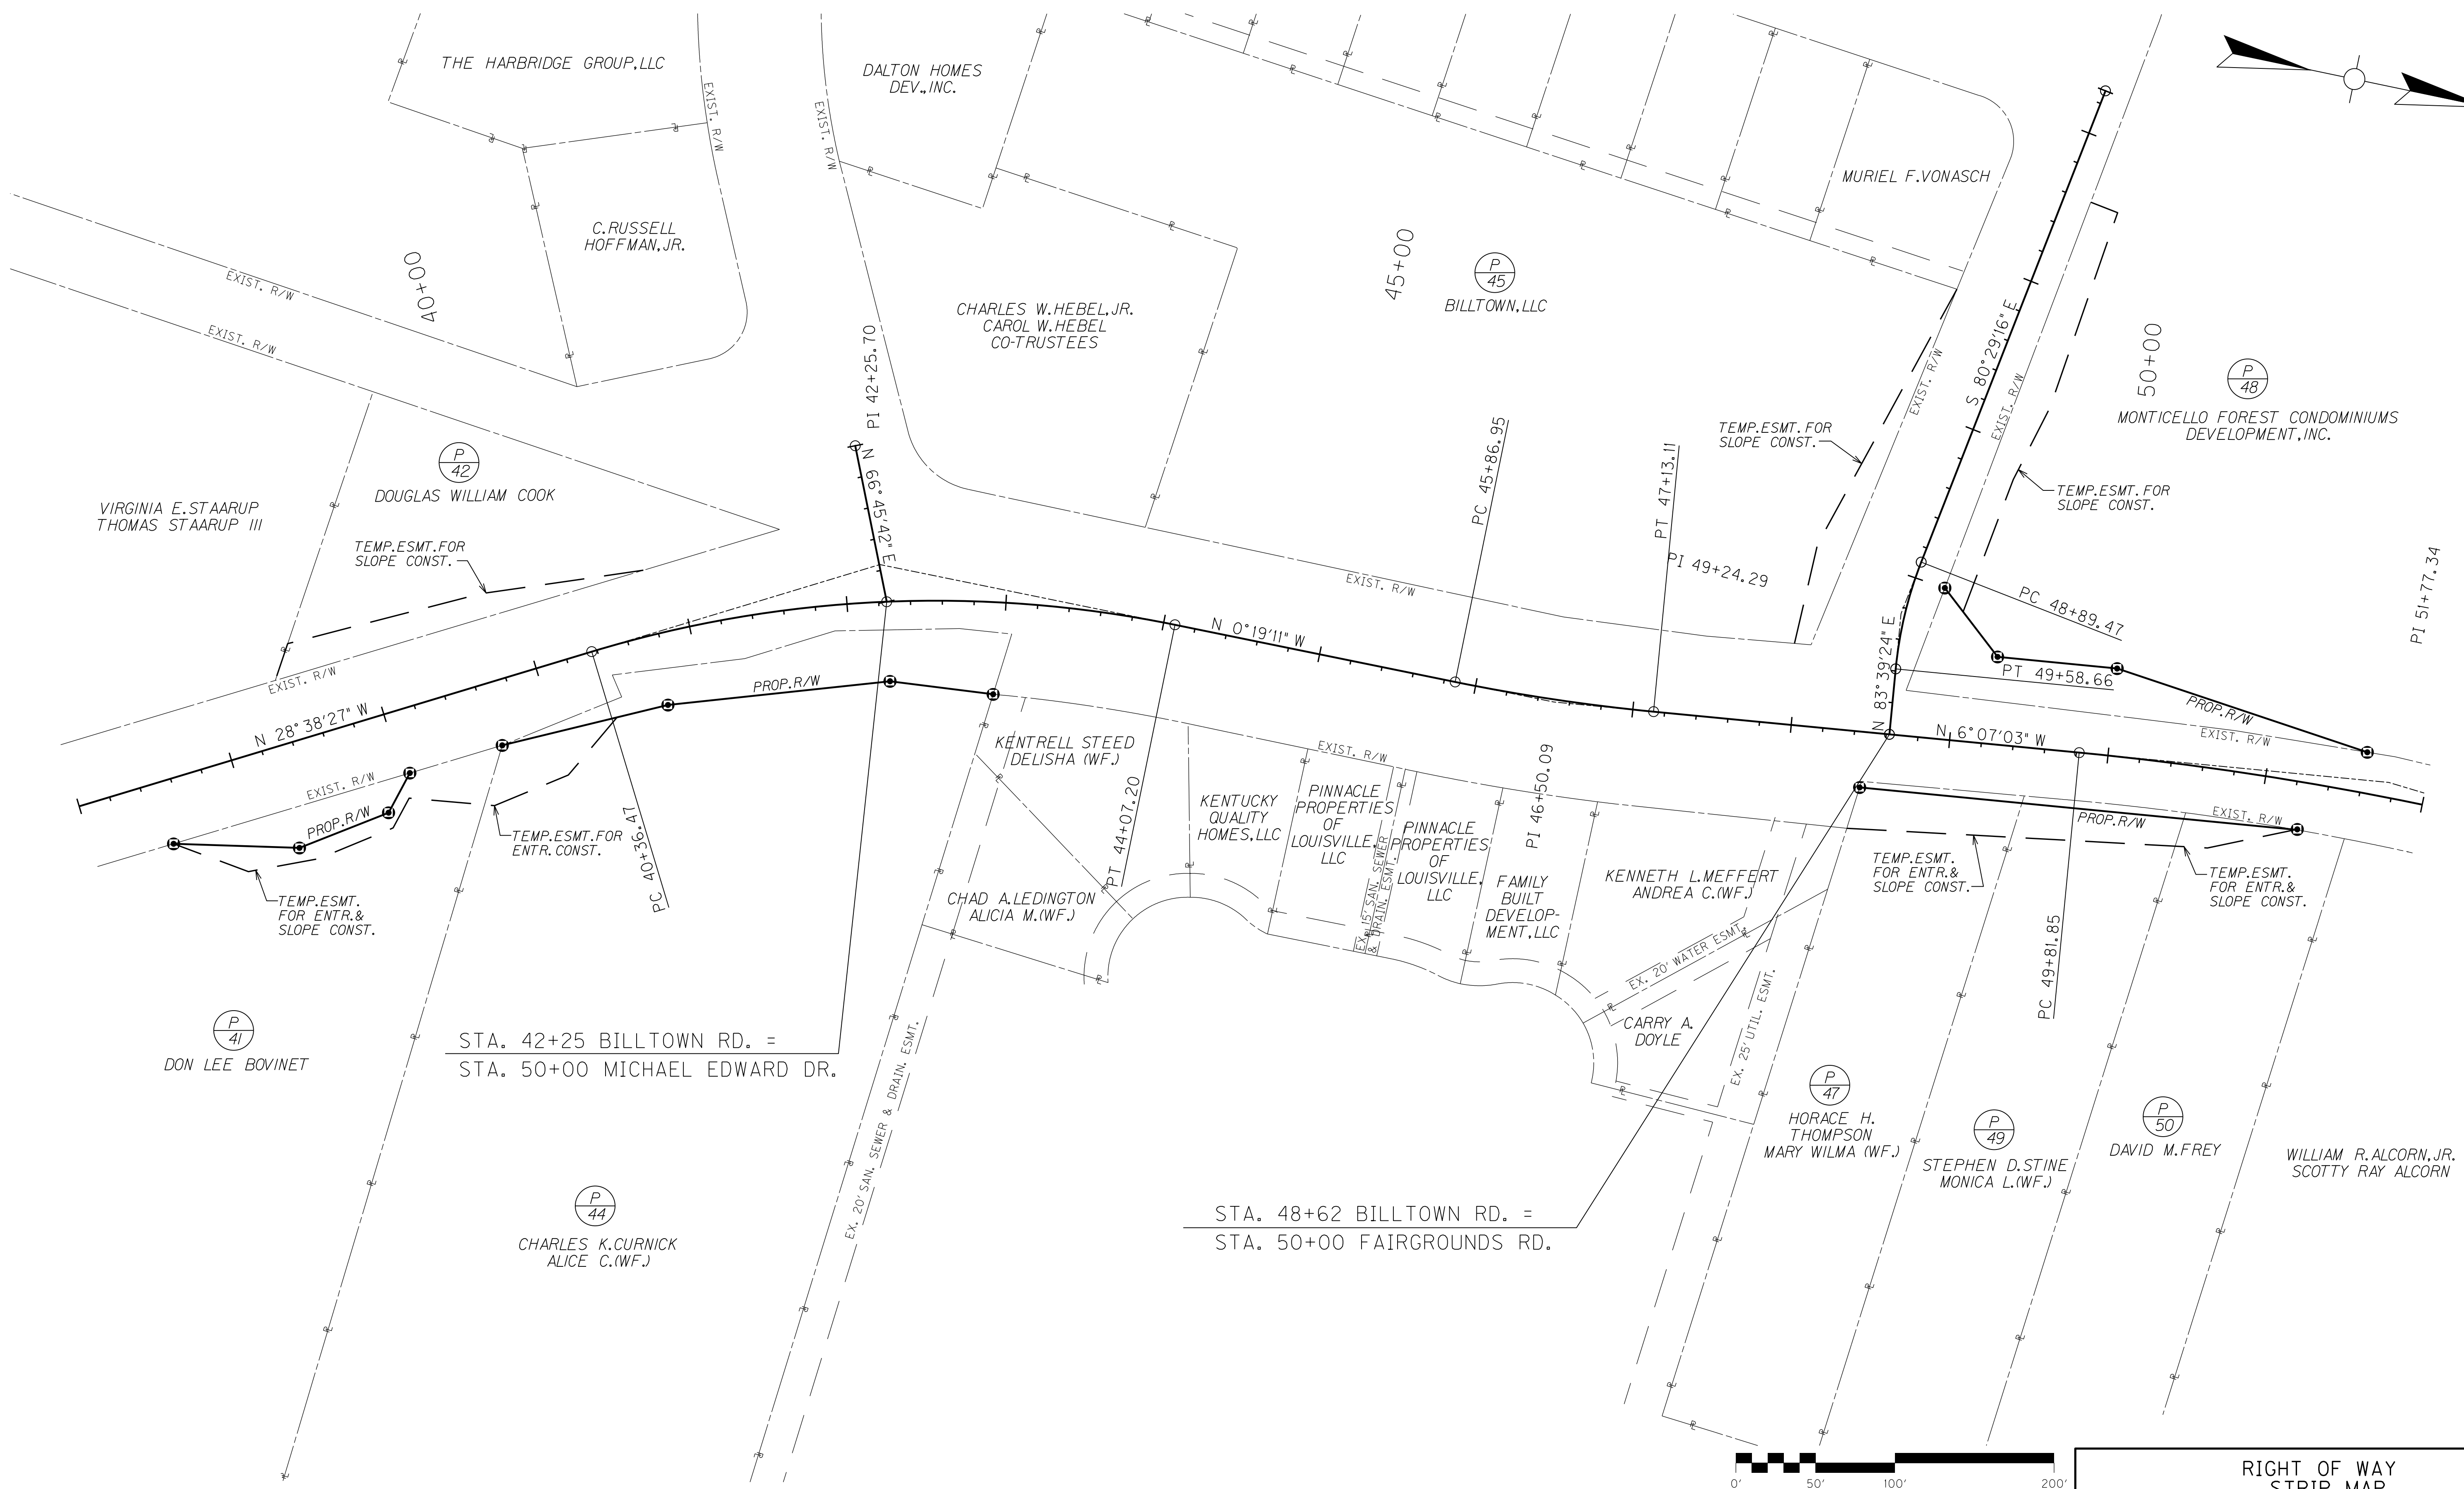 THE HARBRIDGE GROUP,LLC
EXIST. R/W
EXIST. R/W
DALTON HOMES
DEV.,INC.
MURIEL F.VONASCH
C.RUSSELL
HOFFMAN,JR.
EXIST. R/W
EXIST. R/W
40+00
45+00
P
45
BILLTOWN,LLC
CHARLES W.HEBEL,JR.
CAROL W.HEBEL
CO-TRUSTEES
PI 42+25.70
S 80°29'16" E
EXIST. R/W
EXIST. R/W
50+00
P
48
MONTICELLO FOREST CONDOMINIUMS
DEVELOPMENT,INC.
TEMP.ESMT.FOR
SLOPE CONST.
TEMP.ESMT.FOR
SLOPE CONST.
P
42
DOUGLAS WILLIAM COOK
VIRGINIA E.STAARUP
THOMAS STAARUP III
TEMP.ESMT.FOR
SLOPE CONST.
N 66°45'42" E
PC 45+86.95
PT 47+13.11
PI 49+24.29
EXIST. R/W
PC 48+89.47
PI 51+77.34
N 0°19'11" W
N 83°39'24" E
PT 49+58.66
PROP.R/W
EXIST. R/W
EXIST. R/W
N 28°38'27" W
PROP.R/W
N 6°07'03" W
EXIST. R/W
PROP.R/W
TEMP.ESMT.FOR
ENTR.CONST.
TEMP.ESMT.
FOR ENTR.&
SLOPE CONST.
PC 40+36.47
KENTRELL STEED
DELISHA (WF.)
PT 44+07.20
EXIST. R/W
KENTUCKY
QUALITY
HOMES,LLC
PINNACLE
PROPERTIES
OF
LOUISVILLE,
LLC
EX. 15' SAN. SEWER
& DRAIN. ESMT.
PINNACLE
PROPERTIES
OF
LOUISVILLE,
LLC
PI 46+50.09
FAMILY
BUILT
DEVELOP-
MENT,LLC
KENNETH L.MEFFERT
ANDREA C.(WF.)
CHAD A.LEDINGTON
ALICIA M.(WF.)
EXIST. R/W
PROP.R/W
TEMP.ESMT.
FOR ENTR.&
SLOPE CONST.
TEMP.ESMT.
FOR ENTR.&
SLOPE CONST.
PC 49+81.85
EX. 20' WATER ESMT.
EX. 25' UTIL. ESMT.
CARRY A.
DOYLE
P
41
DON LEE BOVINET
STA. 42+25 BILLTOWN RD. =
STA. 50+00 MICHAEL EDWARD DR.
EX. 20' SAN. SEWER & DRAIN. ESMT.
P
47
HORACE H.
THOMPSON
MARY WILMA (WF.)
P
49
STEPHEN D.STINE
MONICA L.(WF.)
P
50
DAVID M.FREY
WILLIAM R.ALCORN,JR.
SCOTTY RAY ALCORN
P
44
CHARLES K.CURNICK
ALICE C.(WF.)
STA. 48+62 BILLTOWN RD. =
STA. 50+00 FAIRGROUNDS RD.
0' 50' 100' 200'
RIGHT OF WAY
STRIP MAP